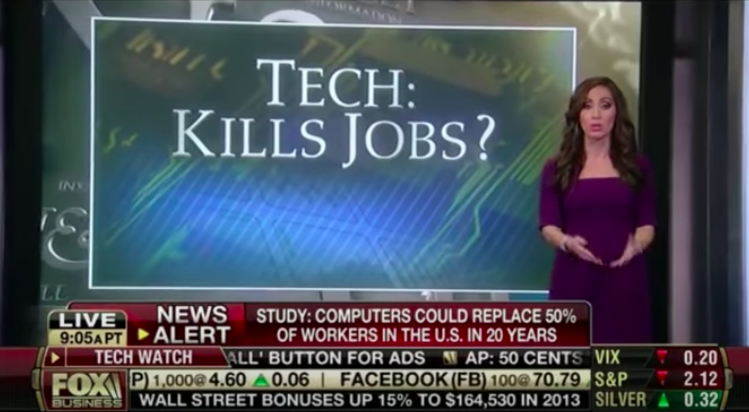 INFORMATION
TECH:
KILLS JOBS?
LIVE
9:05A PT
NEWS
ALERT
STUDY: COMPUTERS COULD REPLACE 50%
OF WORKERS IN THE U.S. IN 20 YEARS
TECH WATCH
ALL' BUTTON FOR ADS AP: 50 CENTS
VIX 0.20
FOX
BUSINESS
P) 1,000@ 4.60 0.06 FACEBOOK (FB) 100@ 70.79
S&P 2.12
WALL STREET BONUSES UP 15% TO $164,530 IN 2013
SILVER 0.32